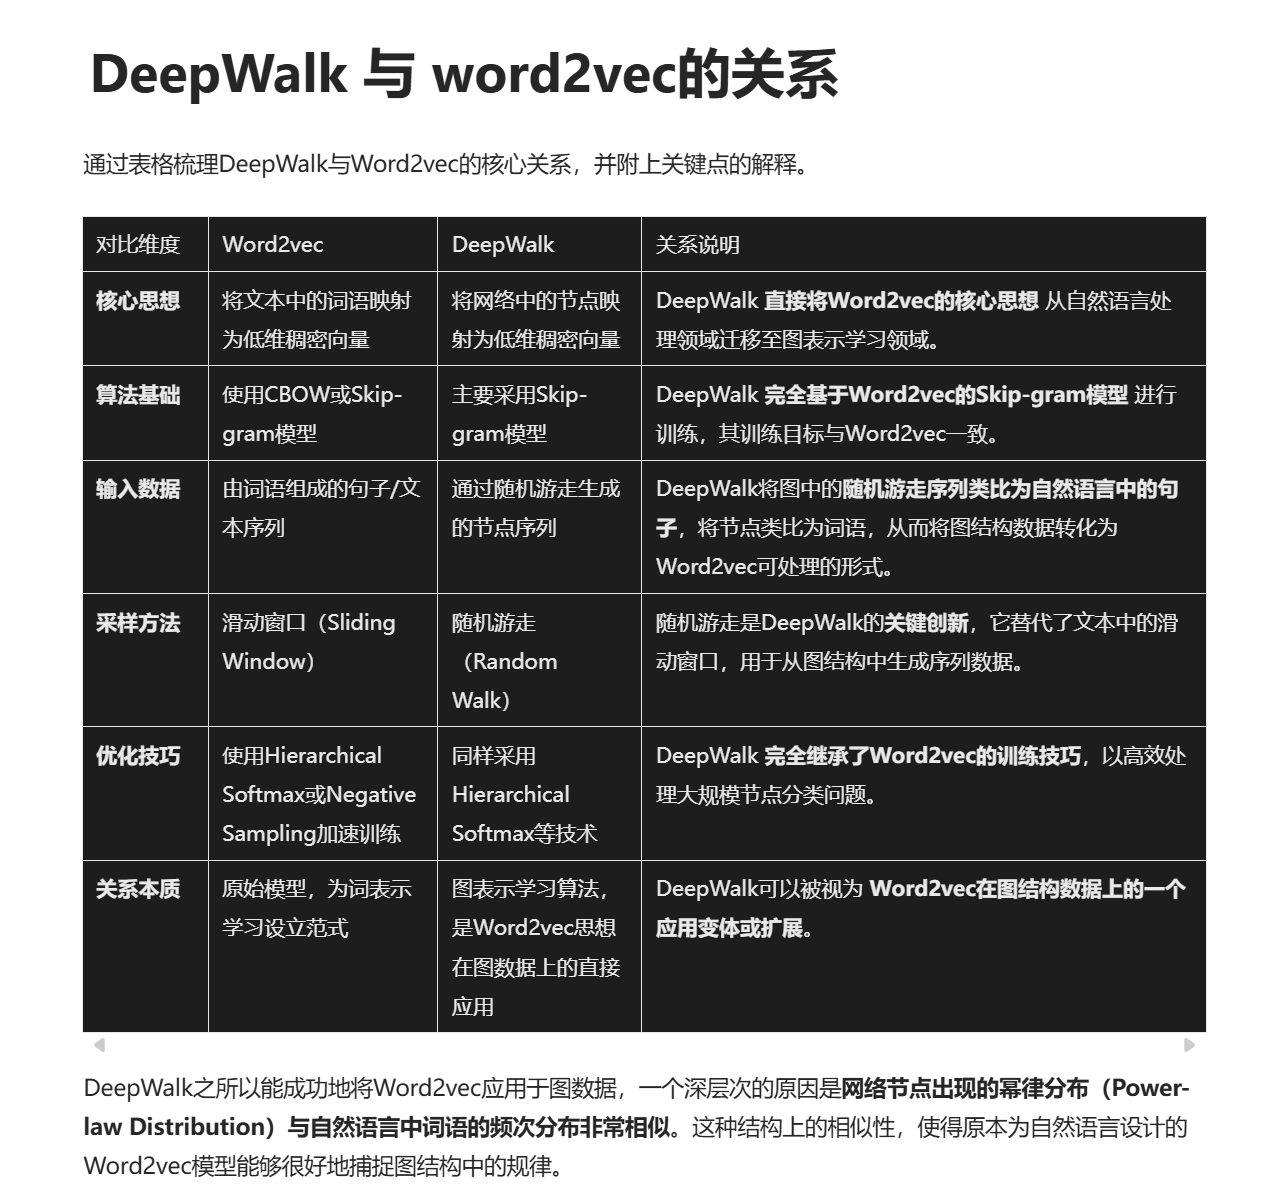 DeepWalk 与 word2vec的关系
通过表格梳理DeepWalk与Word2vec的核心关系，并附上关键点的解释。
对比维度
Word2vec
DeepWalk
关系说明
核心思想
将文本中的词语映射
为低维稠密向量
将网络中的节点映
射为低维稠密向量
DeepWalk 直接将Word2vec的核心思想 从自然语言处
理领域迁移至图表示学习领域。
算法基础
使用CBOW或Skip-
gram模型
主要采用Skip-
gram模型
DeepWalk 完全基于Word2vec的Skip-gram模型 进行
训练，其训练目标与Word2vec一致。
输入数据
由词语组成的句子/文
本序列
通过随机游走生成
的节点序列
DeepWalk将图中的随机游走序列类比为自然语言中的句
子，将节点类比为词语，从而将图结构数据转化为
Word2vec可处理的形式。
采样方法
滑动窗口（Sliding
Window）
随机游走
（Random
Walk）
随机游走是DeepWalk的关键创新，它替代了文本中的滑
动窗口，用于从图结构中生成序列数据。
优化技巧
使用Hierarchical
Softmax或Negative
Sampling加速训练
同样采用
Hierarchical
Softmax等技术
DeepWalk 完全继承了Word2vec的训练技巧，以高效处
理大规模节点分类问题。
关系本质
原始模型，为词表示
学习设立范式
图表示学习算法，
是Word2vec思想
在图数据上的直接
应用
DeepWalk可以被视为 Word2vec在图结构数据上的一个
应用变体或扩展。
DeepWalk之所以能成功地将Word2vec应用于图数据，一个深层次的原因是网络节点出现的幂律分布（Power-
law Distribution）与自然语言中词语的频次分布非常相似。这种结构上的相似性，使得原本为自然语言设计的
Word2vec模型能够很好地捕捉图结构中的规律。